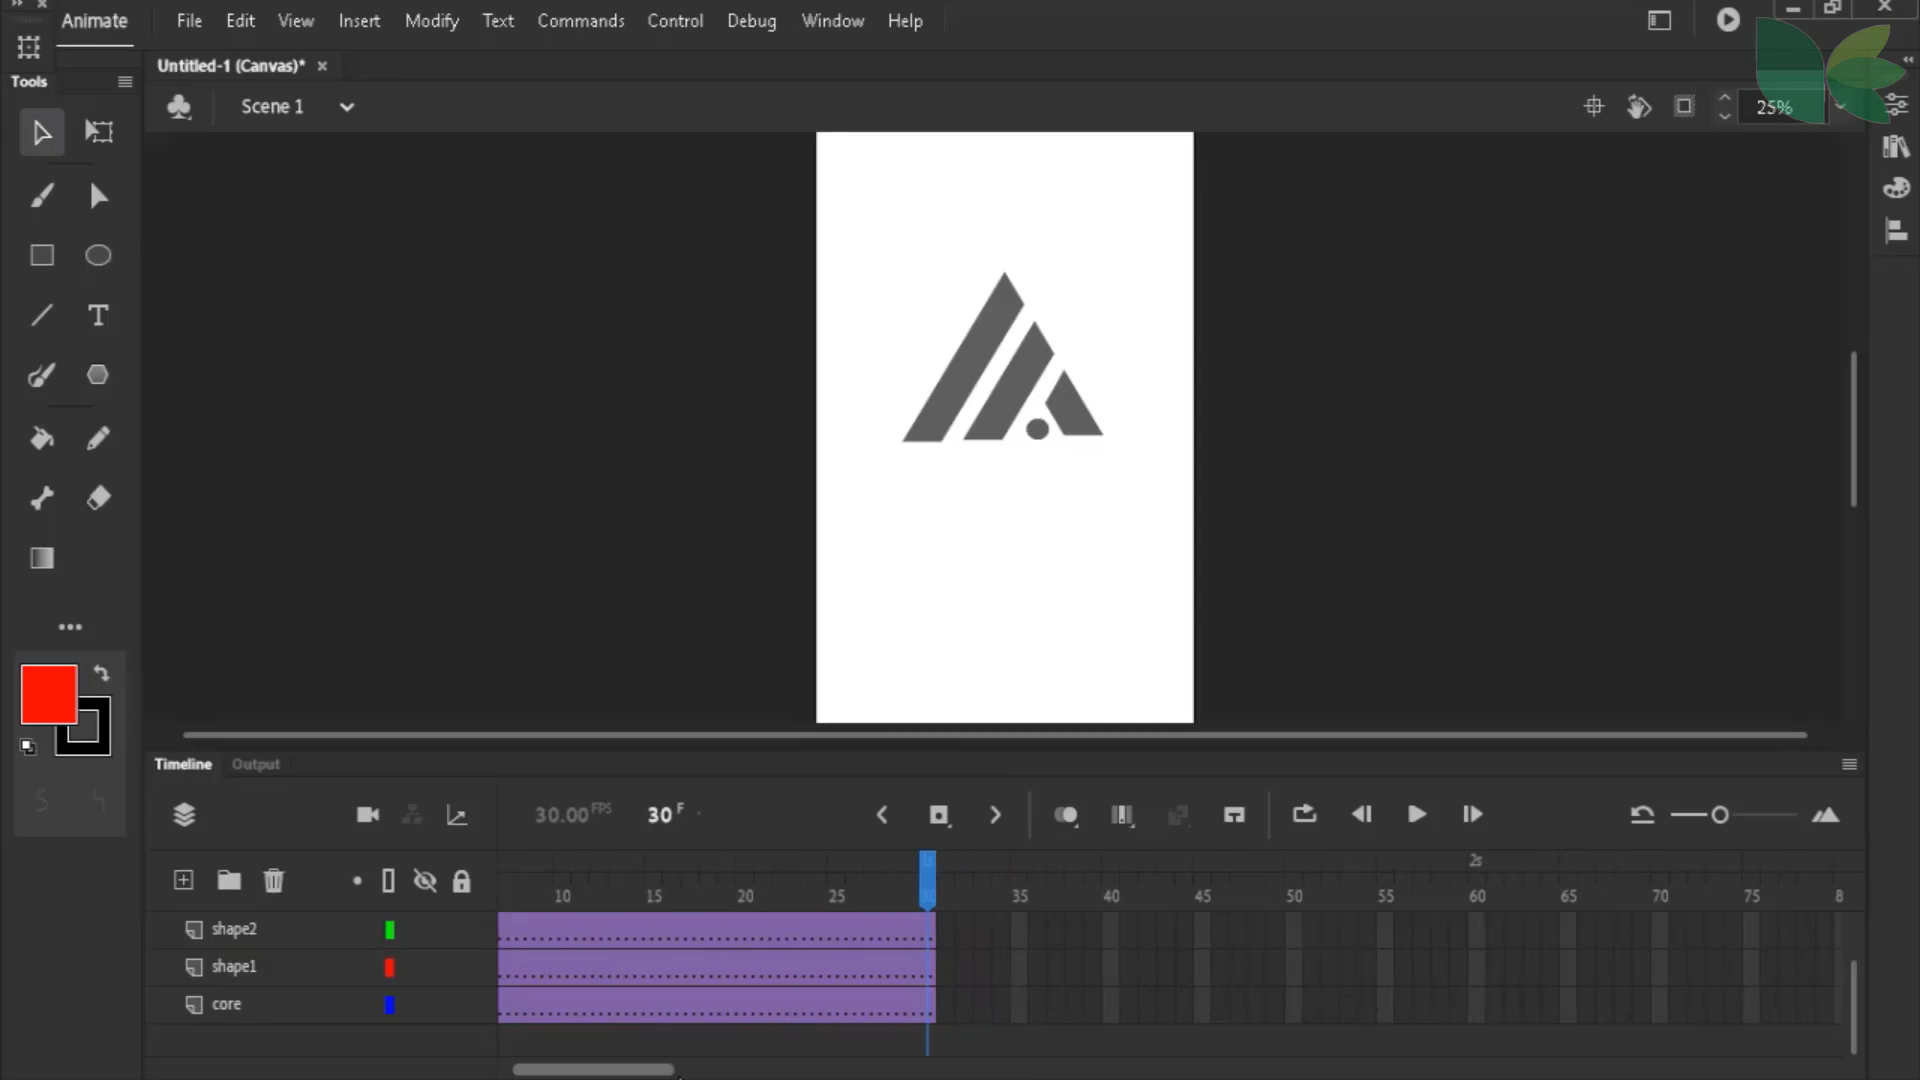 Animate File Edit View Insert Modify Text Commands Control Debug Window Help
Untitled-1 (Canvas)*
Tools
Scene 1
25%
Timeline Output
30.00 FPS 30 F
1s 2s
10 15 20 25 30 35 40 45 50 55 60 65 70 75 8
shape2
shape1
core